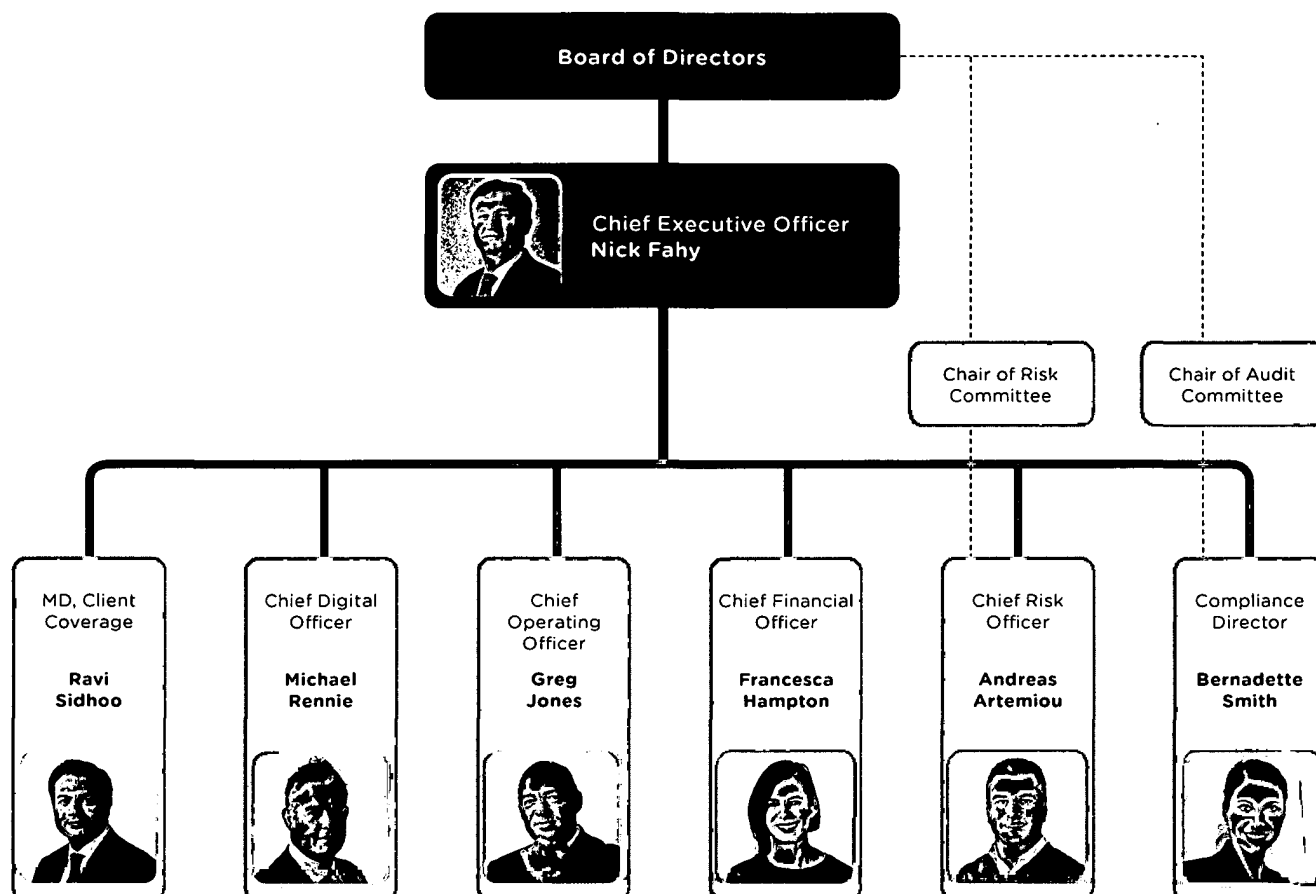 Board of Directors
Chief Executive Officer
Nick Fahy
Chair of Risk
Committee
Chair of Audit
Committee
MD, Client
Coverage
Ravi
Sidhoo
Chief Digital
Officer
Michael
Rennie
Chief
Operating
Officer
Greg
Jones
Chief Financial
Officer
Francesca
Hampton
Chief Risk
Officer
Andreas
Artemiou
Compliance
Director
Bernadette
Smith